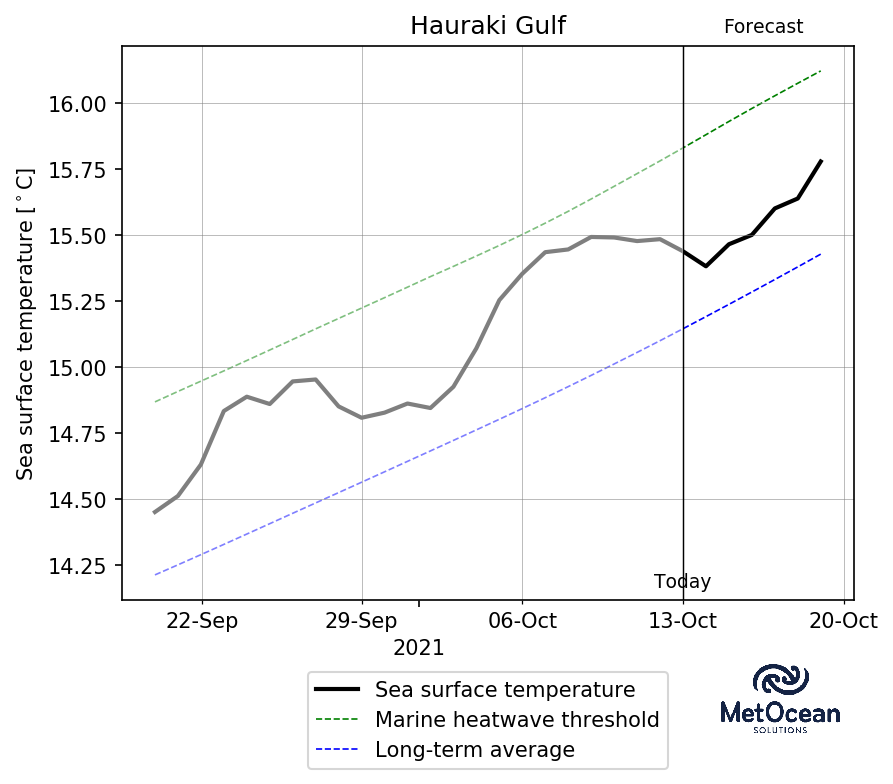 Hauraki Gulf
Forecast
16.00
15.75
15.50
15.25
15.00
14.75
14.50
14.25
Sea surface temperature [°C]
Today
22-Sep
29-Sep
06-Oct
13-Oct
20-Oct
2021
Sea surface temperature
Marine heatwave threshold
Long-term average
MetOcean
SOLUTIONS